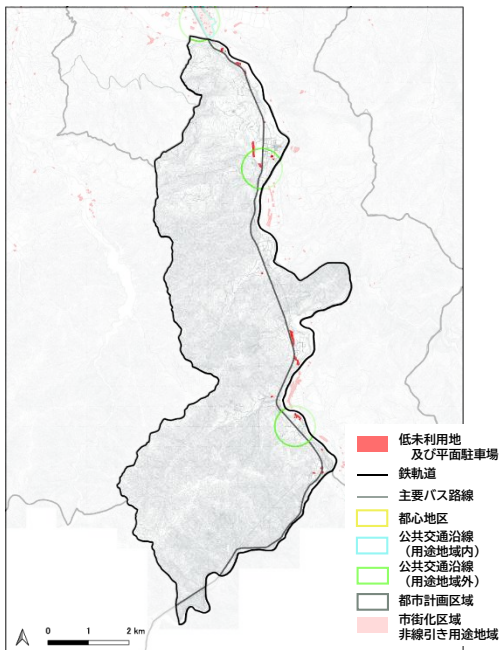 低未利用地
及び平面駐車場
鉄軌道
主要バス路線
都心地区
公共交通沿線
（用途地域内）
公共交通沿線
（用途地域外）
都市計画区域
市街化区域
非線引き用途地域
0 1 2 km